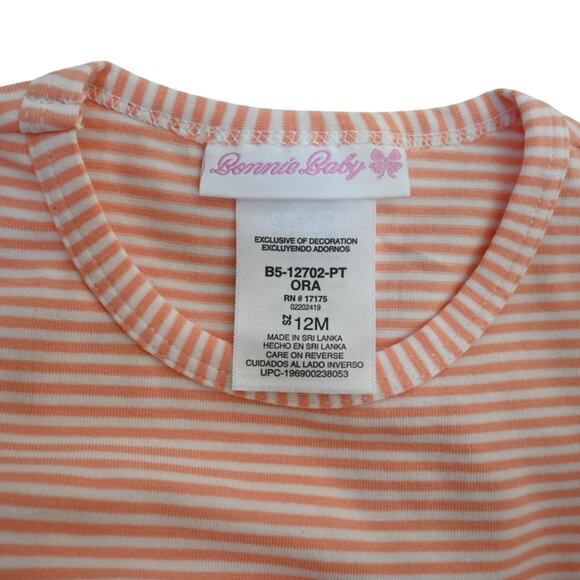 Bonnie Baby
EXCLUSIVE OF DECORATION
EXCLUYENDO ADORNOS
B5-12702-PT
ORA
RN # 17175
02202419
SZ 12M
MADE IN SRI LANKA
HECHO EN SRI LANKA
CARE ON REVERSE
CUIDADOS AL LADO INVERSO
UPC-196900238053